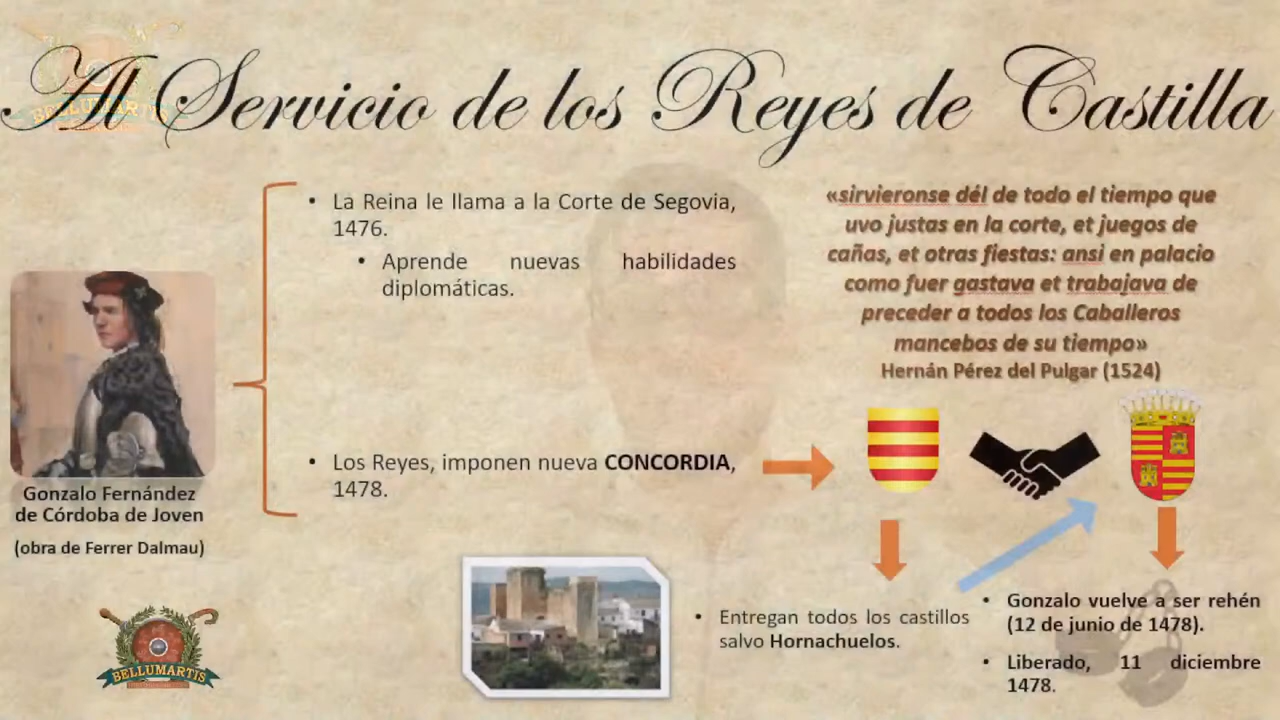 Al Servicio de los Reyes de Castilla
BELLUMARTIS
• La Reina le llama a la Corte de Segovia,
1476.
• Aprende nuevas habilidades
diplomáticas.
• Los Reyes, imponen nueva CONCORDIA,
1478.
«sirvieronse dél de todo el tiempo que
uvo justas en la corte, et juegos de
cañas, et otras fiestas: ansi en palacio
como fuer gastava et trabajava de
preceder a todos los Caballeros
mancebos de su tiempo»
Hernán Pérez del Pulgar (1524)
Gonzalo Fernández
de Córdoba de Joven
(obra de Ferrer Dalmau)
BELLUMARTIS
• Entregan todos los castillos
salvo Hornachuelos.
• Gonzalo vuelve a ser rehén
(12 de junio de 1478).
• Liberado, 11 diciembre
1478.